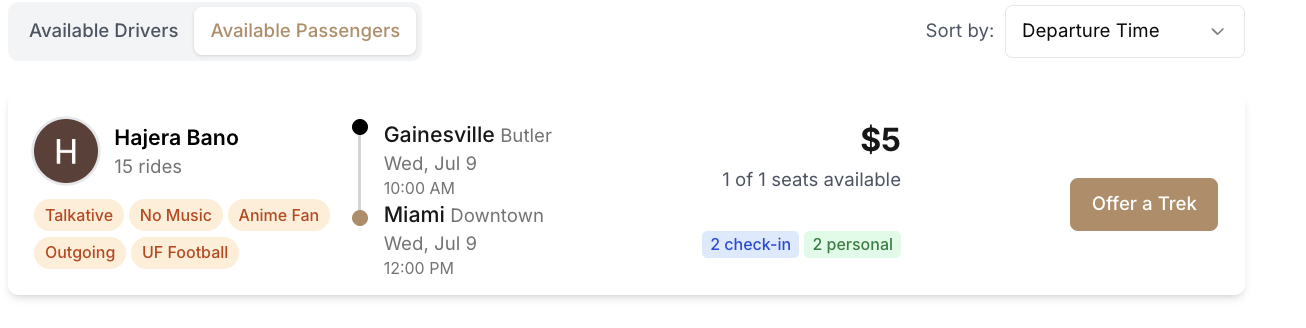 Available Drivers Available Passengers Sort by: Departure Time
H
Hajera Bano
15 rides
Talkative No Music Anime Fan
Outgoing UF Football
Gainesville Butler
Wed, Jul 9
10:00 AM
Miami Downtown
Wed, Jul 9
12:00 PM
$5
1 of 1 seats available
2 check-in 2 personal
Offer a Trek